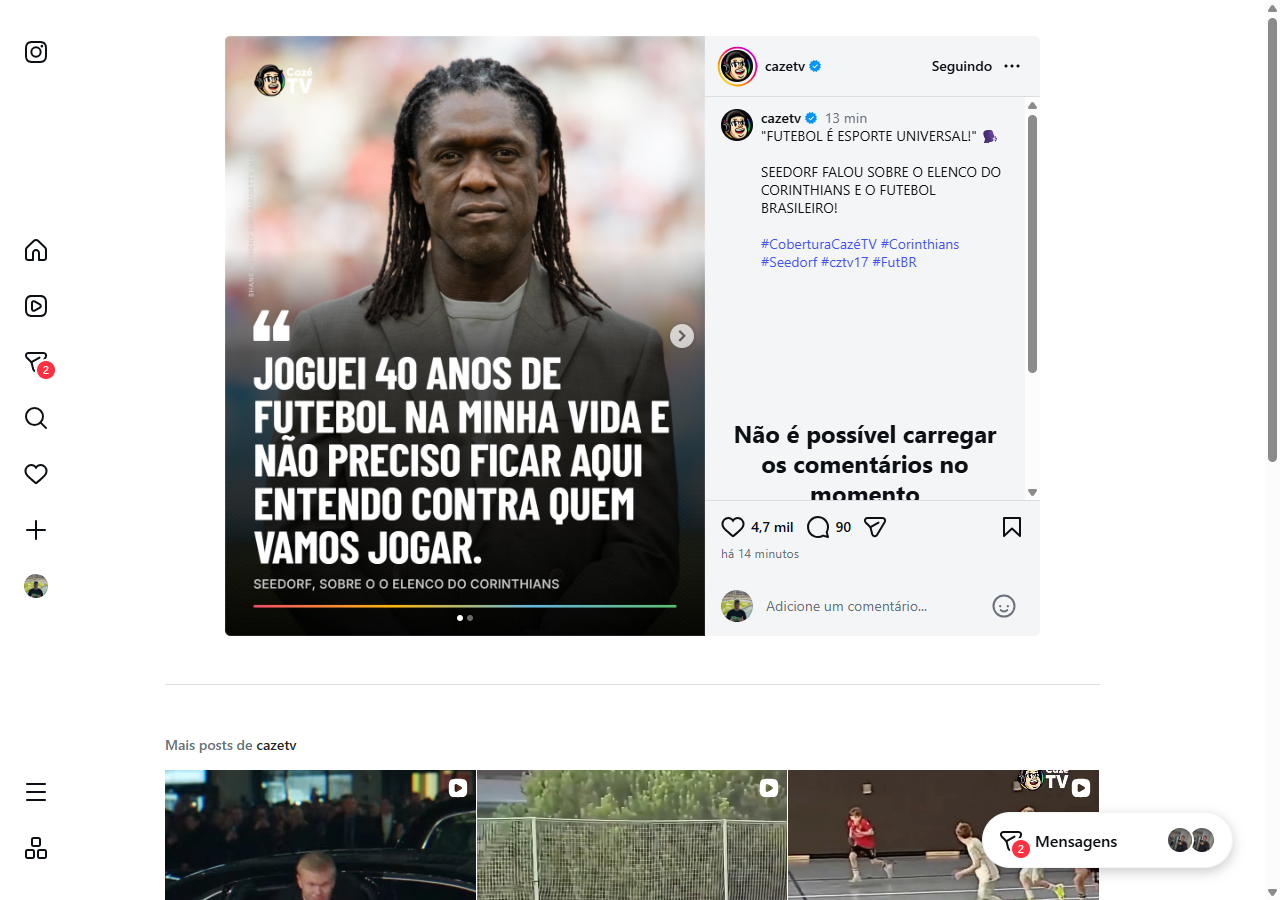 Cazé
TV
cazetv
Seguindo
cazetv 13 min
"FUTEBOL É ESPORTE UNIVERSAL!"
SEEDORF FALOU SOBRE O ELENCO DO
CORINTHIANS E O FUTEBOL
BRASILEIRO!
#CoberturaCazéTV #Corinthians
#Seedorf #cztv17 #FutBR
“
JOGUEI 40 ANOS DE
FUTEBOL NA MINHA VIDA E
NÃO PRECISO FICAR AQUI
ENTENDO CONTRA QUEM
VAMOS JOGAR.
SEEDORF, SOBRE O O ELENCO DO CORINTHIANS
Não é possível carregar
os comentários no
momento
4,7 mil 90
há 14 minutos
Adicione um comentário...
2
Mais posts de cazetv
Cazé
TV
2
Mensagens